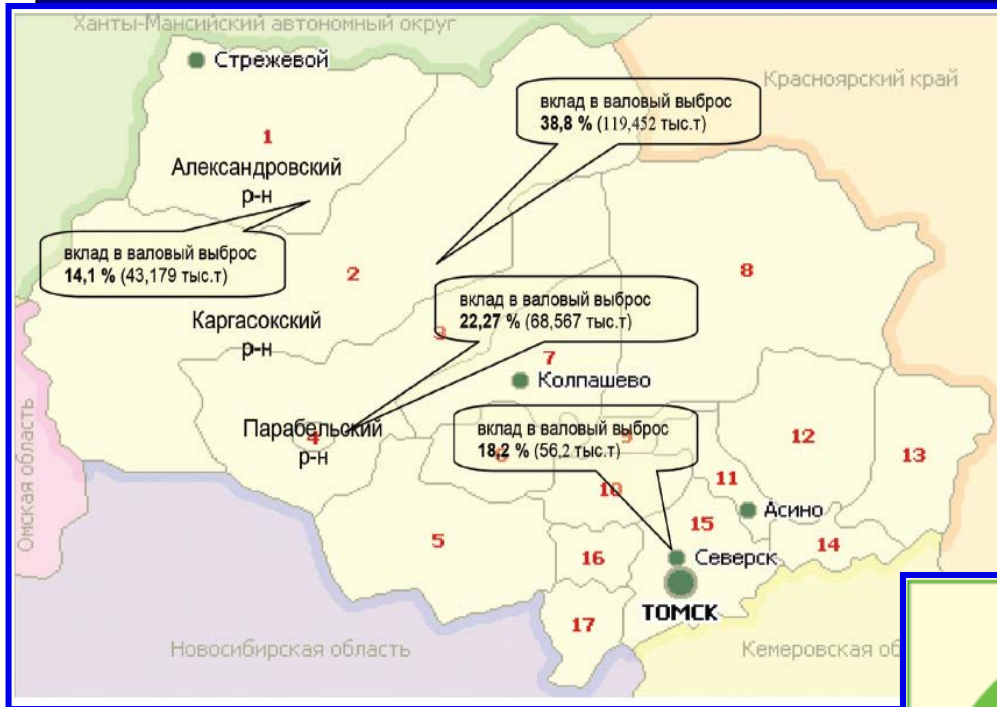 Ханты-Мансийский автономный округ
Стрежевой
Красноярский край
вклад в валовый выброс
38,8 % (119,452 тыс.т)
1
Александровский
р-н
вклад в валовый выброс
14,1 % (43,179 тыс.т)
2
8
вклад в валовый выброс
22,27 % (68,567 тыс.т)
Каргасокский
р-н
3
7
Колпашево
Парабельский
4
р-н
вклад в валовый выброс
18,2 % (56,2 тыс.т)
6
9
12
13
Омская область
10
11
Асино
5
15
14
16
Северск
ТОМСК
17
Новосибирская область
Кемеровская об